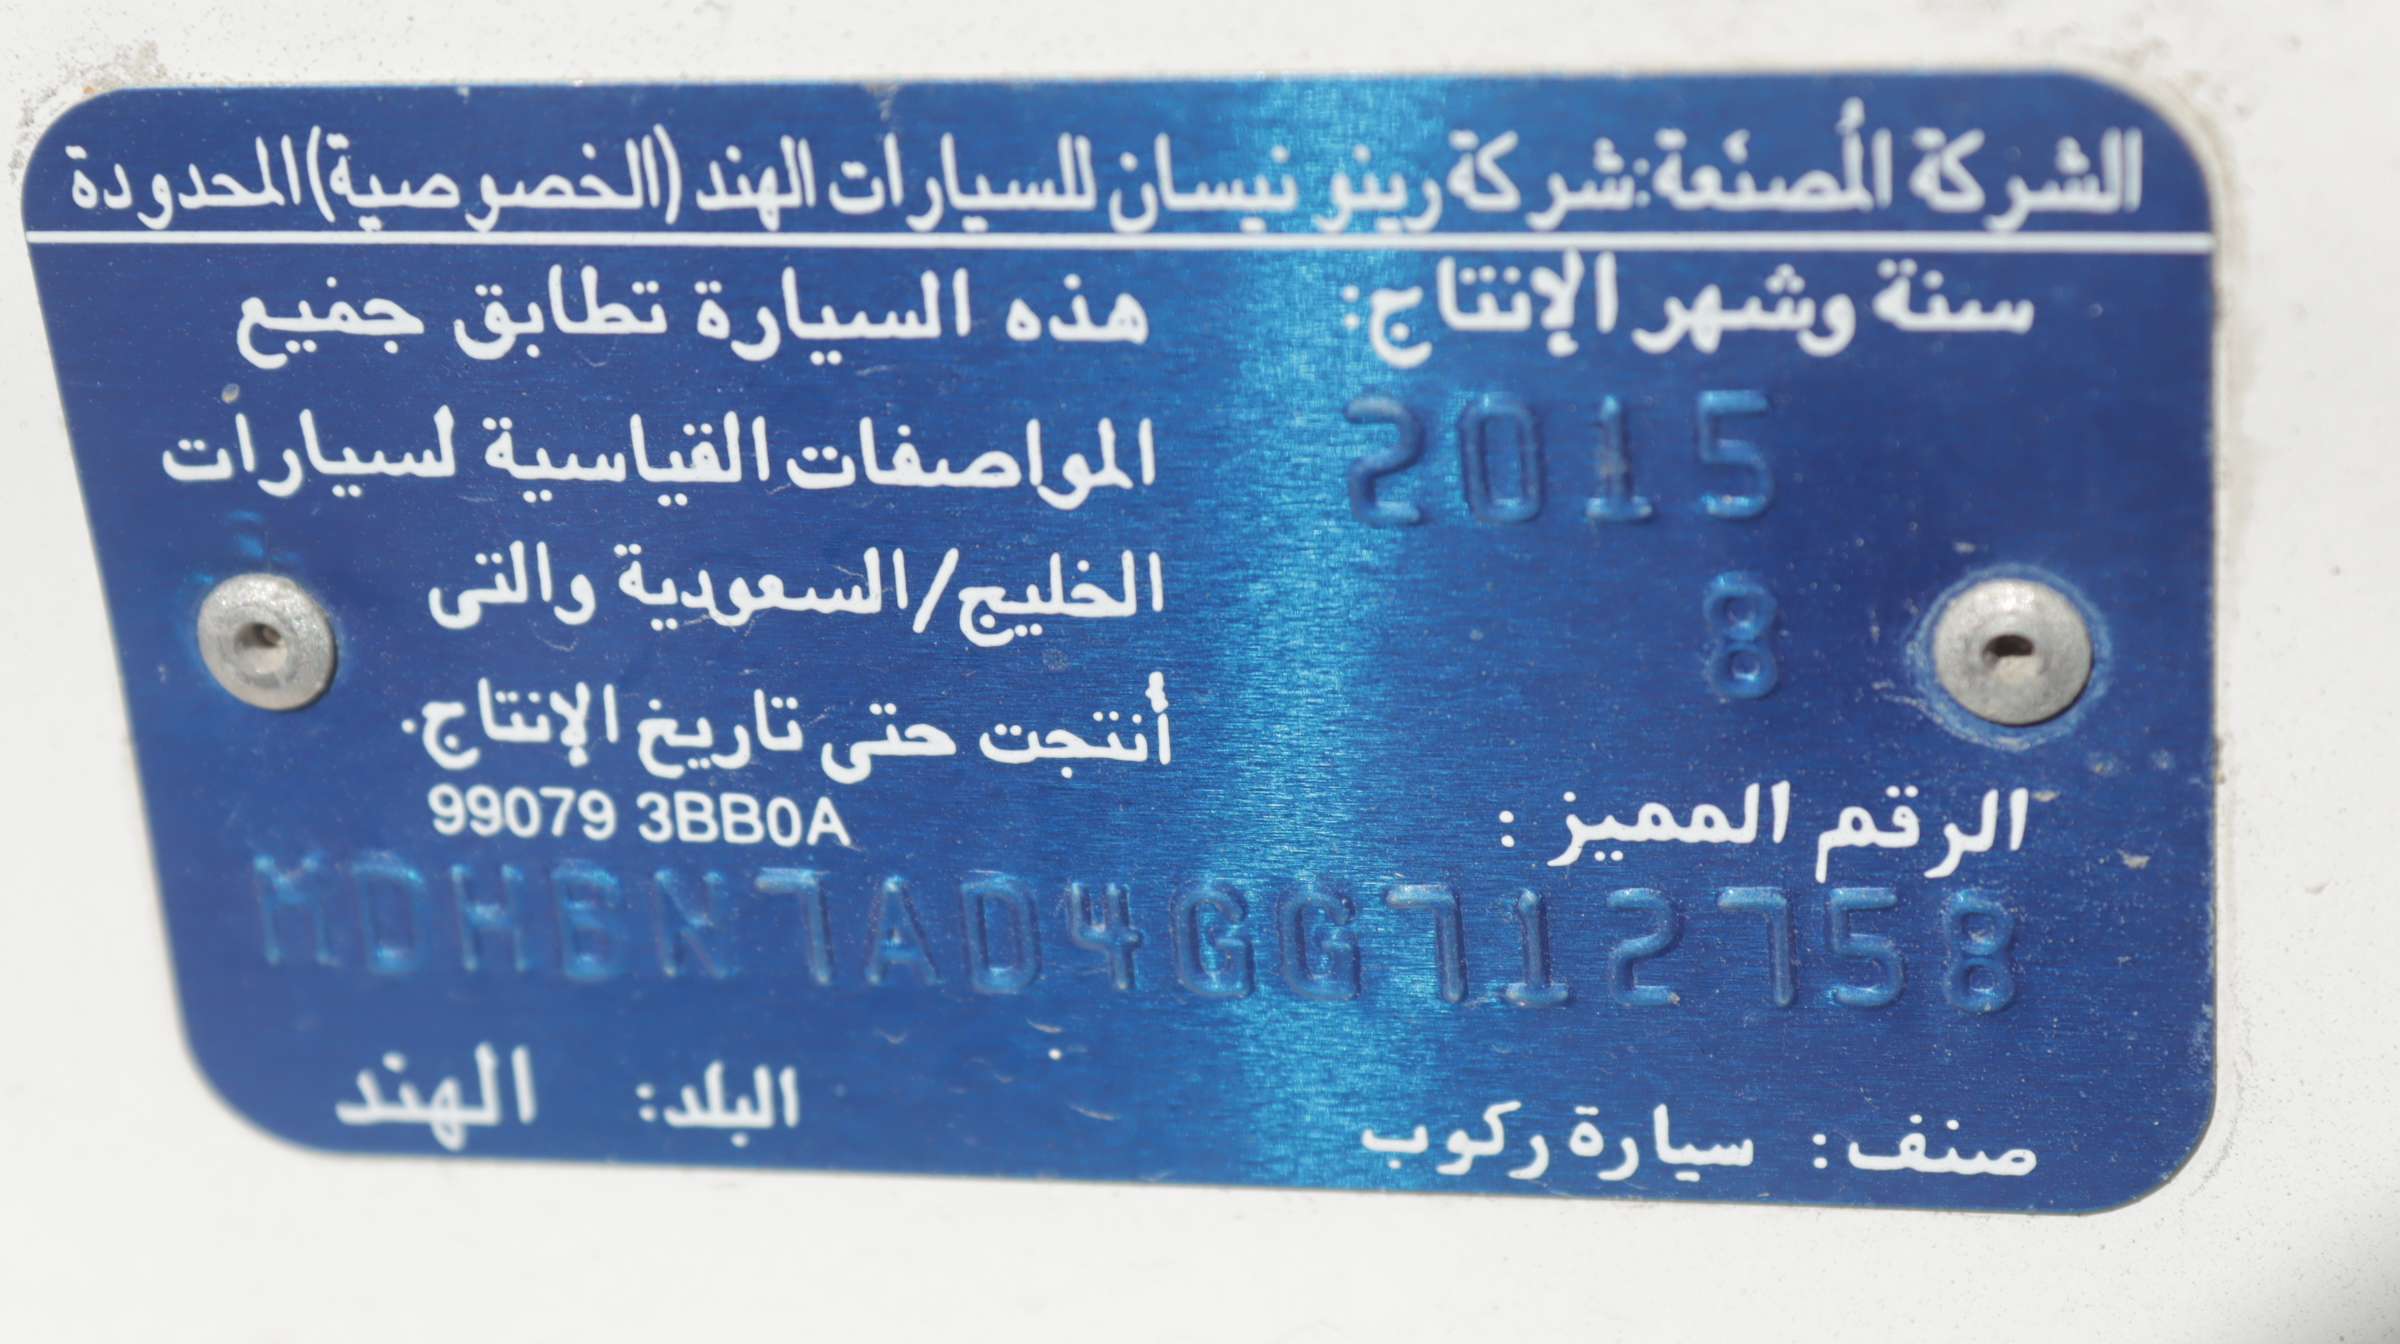 الشركة المُصنَعة:شركة رينو نيسان للسيارات الهند (الخصوصية) المحدودة
سنة وشهر الإنتاج:
2015
8
هذه السيارة تطابق جميع
المواصفات القياسية لسيارات
الخليج/السعودية والتى
أنتجت حتى تاريخ الإنتاج.
99079 3BB0A
الرقم المميز :
MDHBN7AD4GG712758
صنف: سيارة ركوب
البلد: الهند